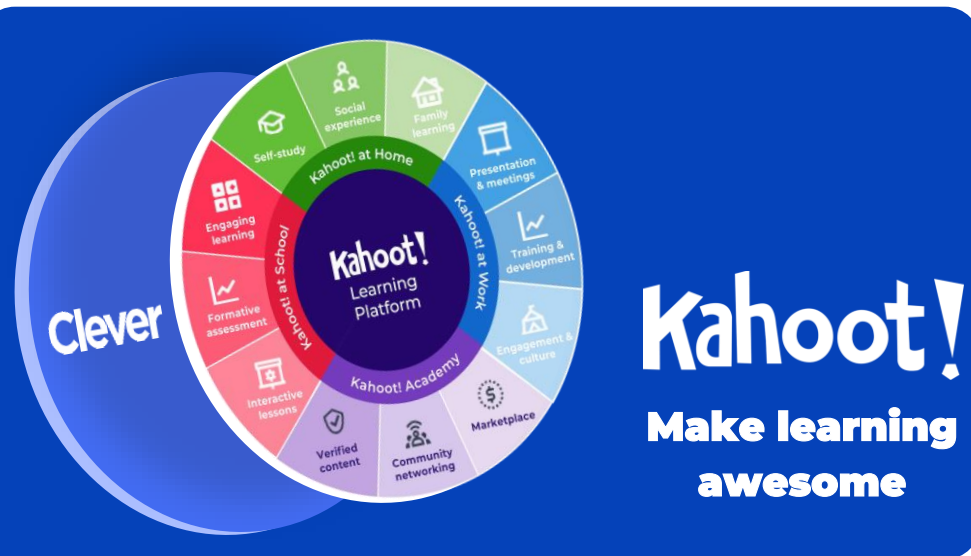 Clever
Kahoot!
Learning
Platform
Kahoot! at Home
Self-study
Social
experience
Family
learning
Kahoot! at Work
Presentation
& meetings
Training &
development
Engagement &
culture
Kahoot! Academy
Marketplace
Community
networking
Verified
content
Kahoot! at School
Interactive
lessons
Formative
assessment
Engaging
learning
Kahoot!
Make learning
awesome